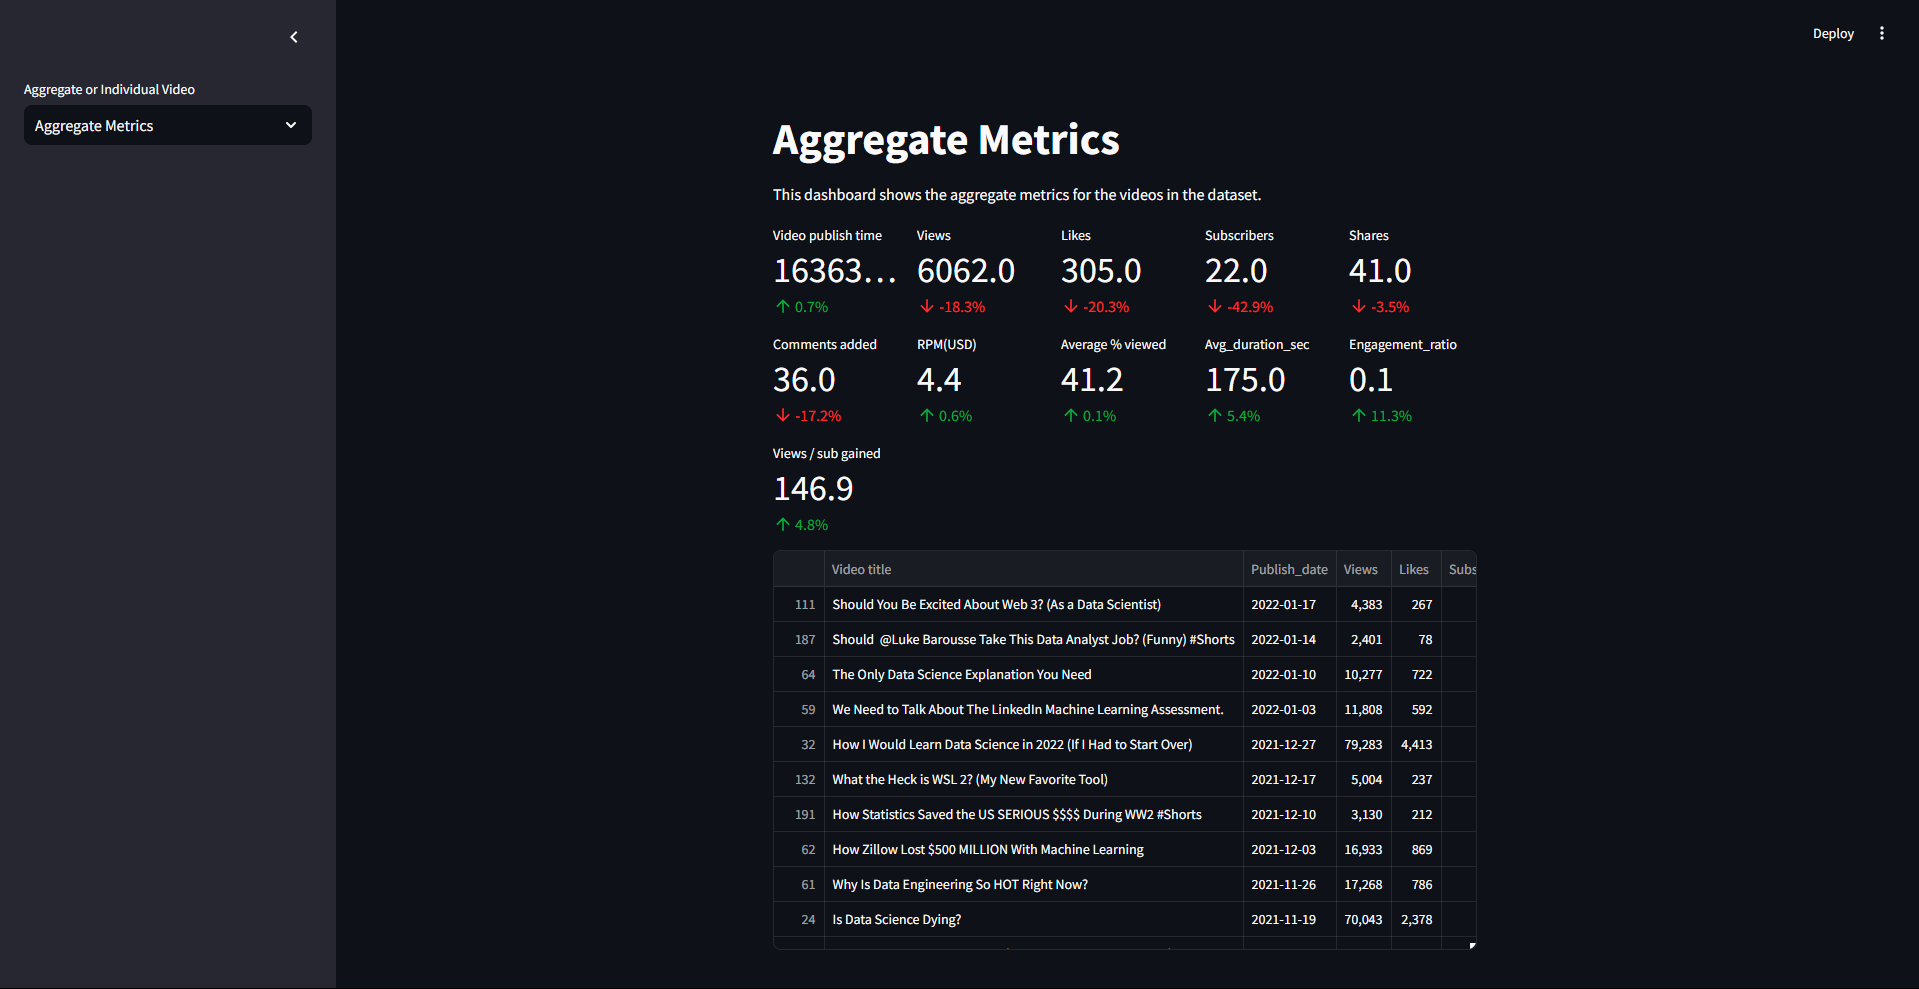 Deploy
Aggregate or Individual Video
Aggregate Metrics
Aggregate Metrics
This dashboard shows the aggregate metrics for the videos in the dataset.
Video publish time Views Likes Subscribers Shares
16363... 6062.0 305.0 22.0 41.0
↑ 0.7% ↓ -18.3% ↓ -20.3% ↓ -42.9% ↓ -3.5%
Comments added RPM(USD) Average % viewed Avg_duration_sec Engagement_ratio
36.0 4.4 41.2 175.0 0.1
↓ -17.2% ↑ 0.6% ↑ 0.1% ↑ 5.4% ↑ 11.3%
Views / sub gained
146.9
↑ 4.8%
Video title Publish_date Views Likes Subs
111 Should You Be Excited About Web 3? (As a Data Scientist) 2022-01-17 4,383 267
187 Should @Luke Barousse Take This Data Analyst Job? (Funny) #Shorts 2022-01-14 2,401 78
64 The Only Data Science Explanation You Need 2022-01-10 10,277 722
59 We Need to Talk About The LinkedIn Machine Learning Assessment. 2022-01-03 11,808 592
32 How I Would Learn Data Science in 2022 (If I Had to Start Over) 2021-12-27 79,283 4,413
132 What the Heck is WSL 2? (My New Favorite Tool) 2021-12-17 5,004 237
191 How Statistics Saved the US SERIOUS $$$$ During WW2 #Shorts 2021-12-10 3,130 212
62 How Zillow Lost $500 MILLION With Machine Learning 2021-12-03 16,933 869
61 Why Is Data Engineering So HOT Right Now? 2021-11-26 17,268 786
24 Is Data Science Dying? 2021-11-19 70,043 2,378